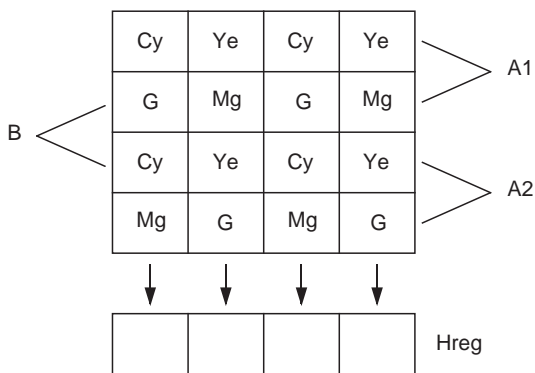 Cy Ye Cy Ye
A1
G Mg G Mg
B
Cy Ye Cy Ye
A2
Mg G Mg G
Hreg